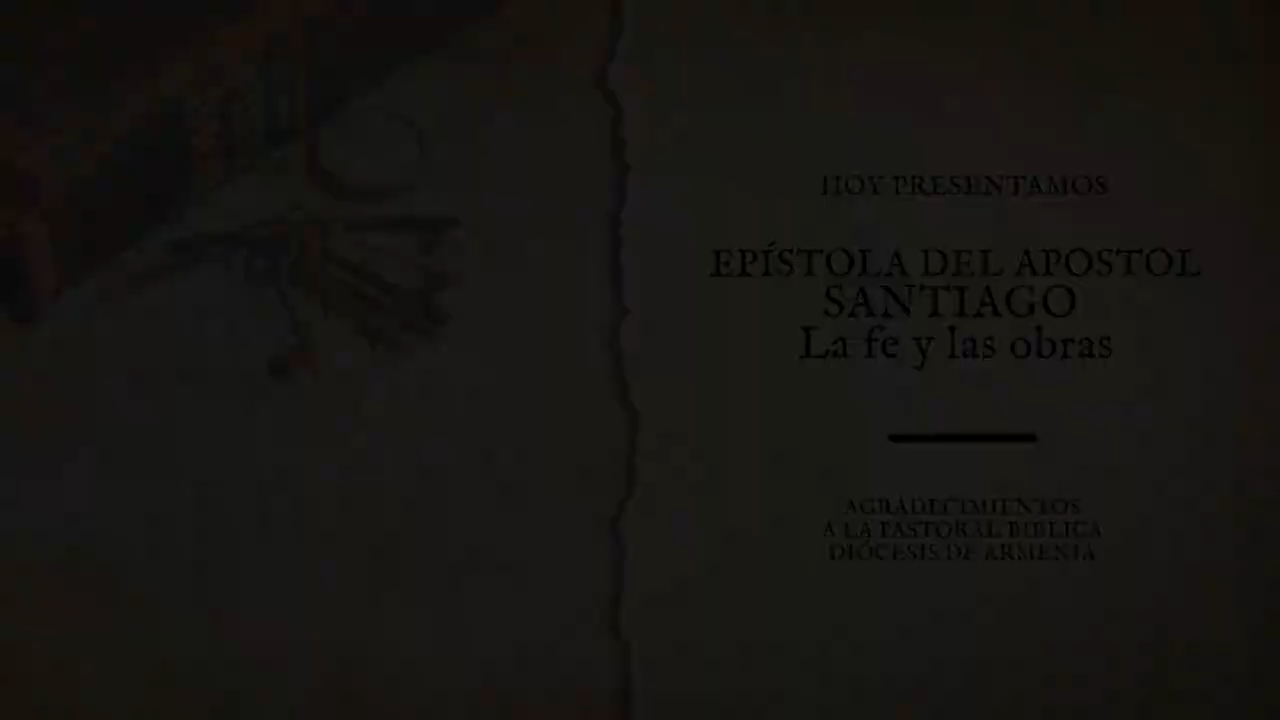 HOY PRESENTAMOS
EPÍSTOLA DEL APOSTOL
SANTIAGO
La fe y las obras
AGRADECIMIENTOS
A LA PASTORAL BIBLICA
DIÓCESIS DE ARMENIA